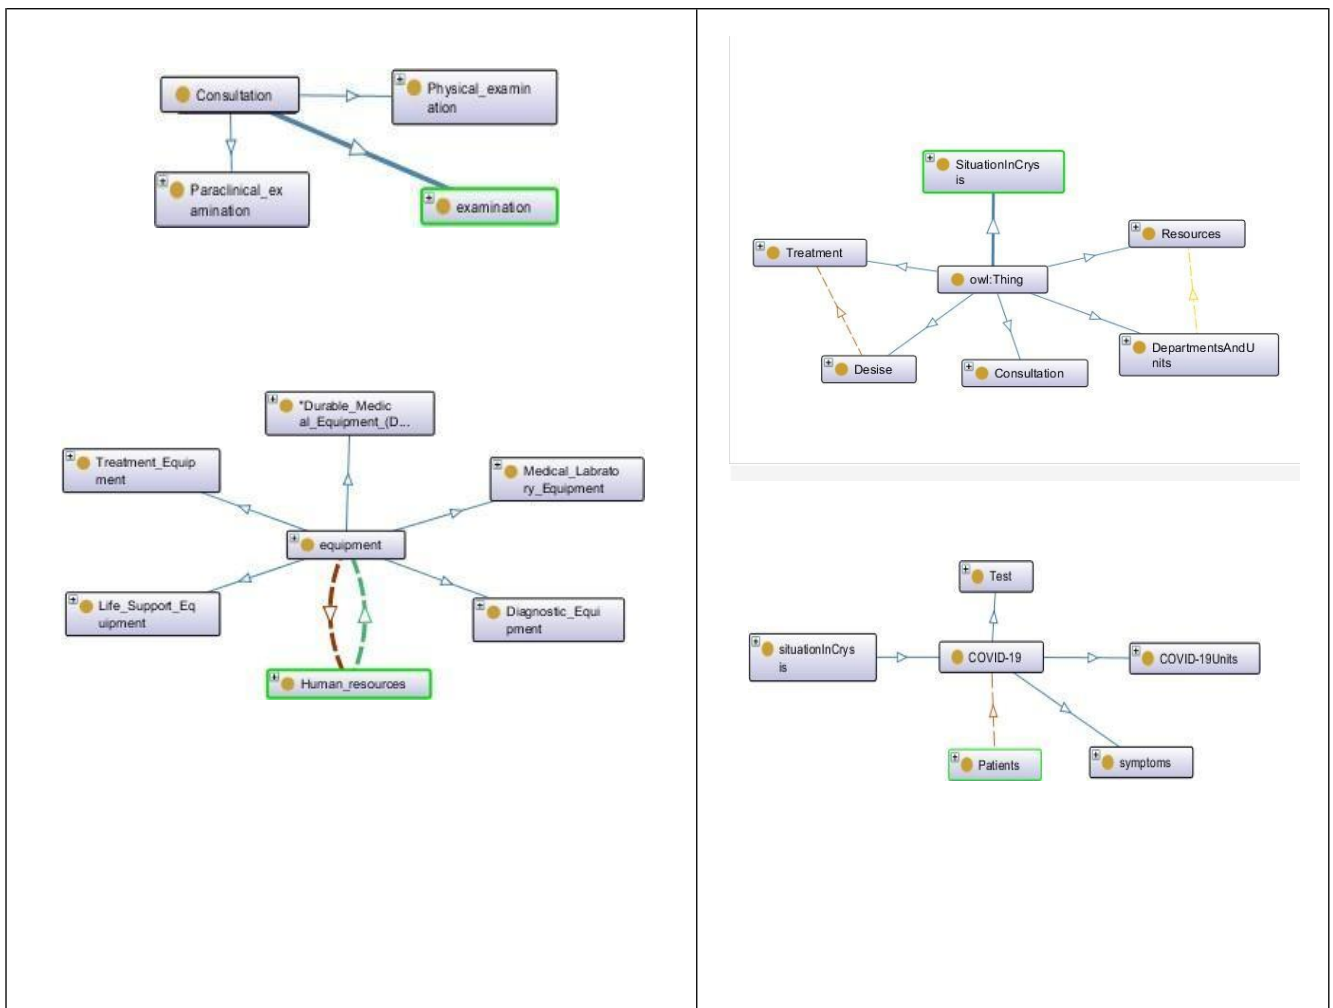 Consultation
Physical_examin
ation
Paraclinical_ex
amination
examination
"Durable_Medic
al_Equipment_(D...
Treatment_Equip
ment
Medical_Labrato
ry_Equipment
equipment
Life_Support_Eq
uipment
Diagnostic_Equi
pment
Human_resources
SituationInCrys
is
Resources
Treatment
owl:Thing
DepartmentsAndU
nits
Desise
Consultation
Test
situationInCrys
is
COVID-19
COVID-19Units
Patients
symptoms